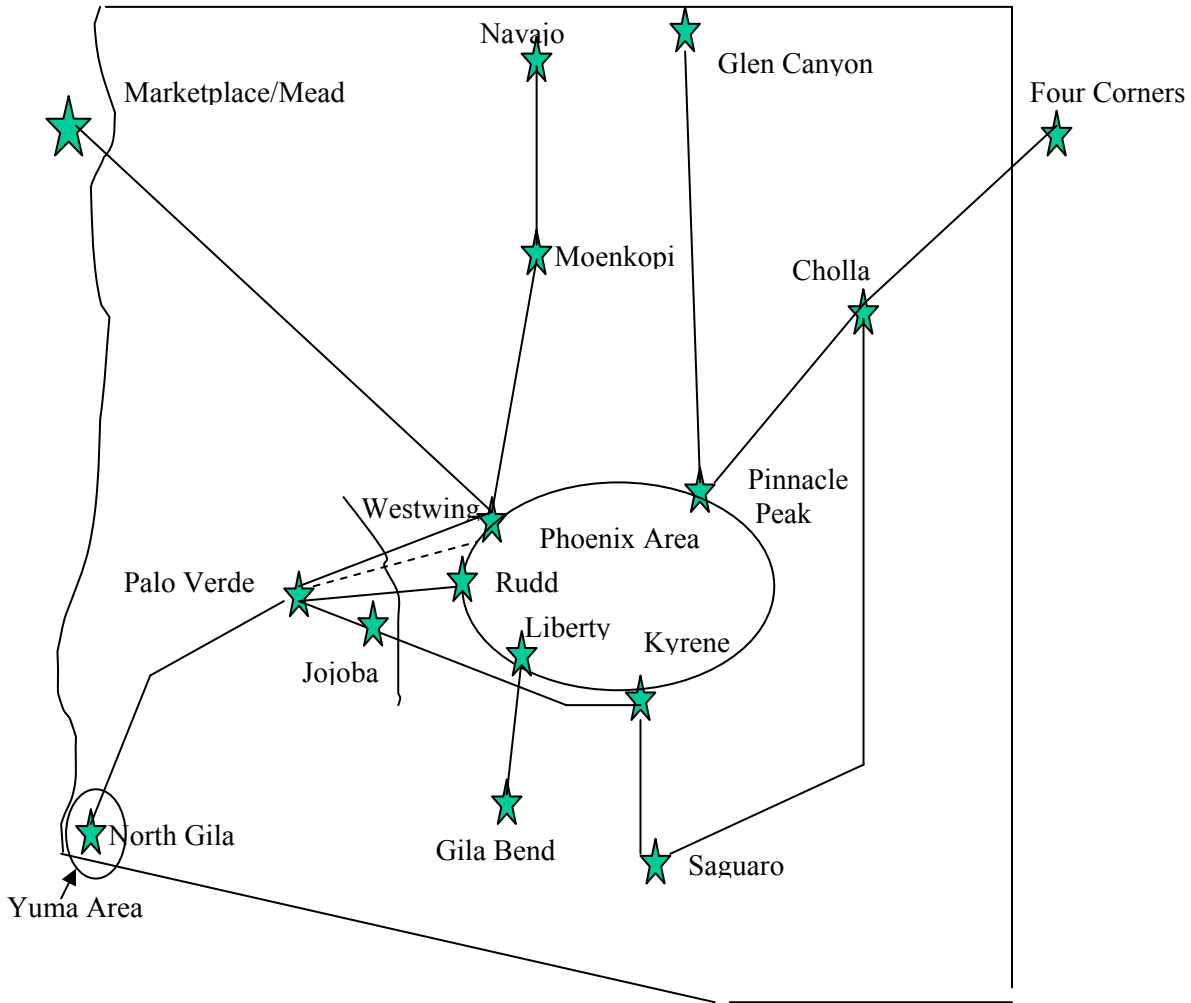 Navajo
Glen Canyon
Marketplace/Mead
Four Corners
Moenkopi
Cholla
Westwing
Pinnacle
Peak
Phoenix Area
Palo Verde
Rudd
Liberty
Kyrene
Jojoba
North Gila
Gila Bend
Saguaro
Yuma Area